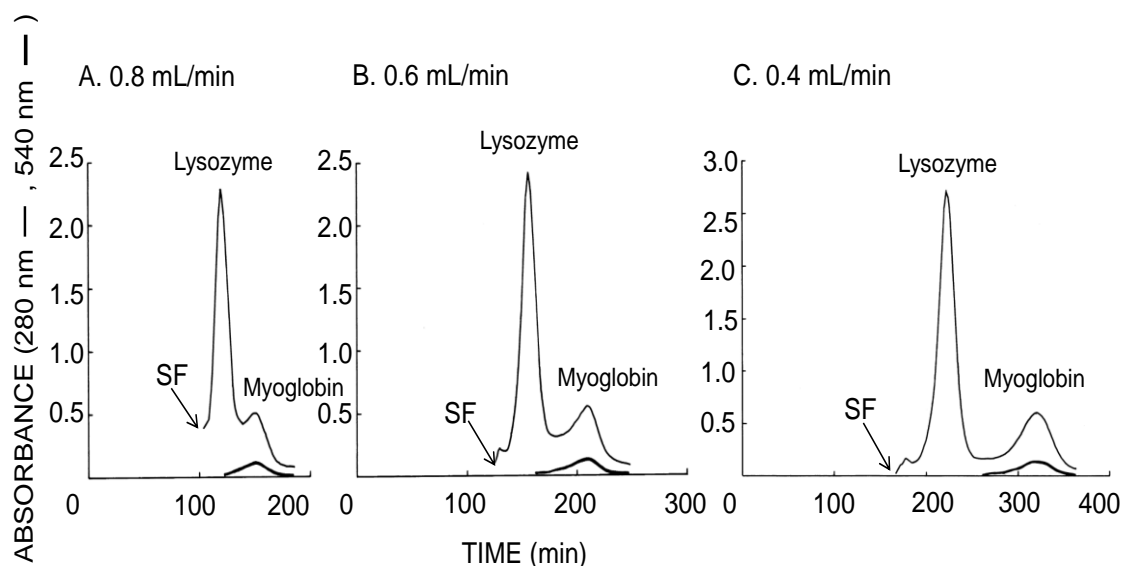 ABSORBANCE (280 nm — , 540 nm — )
A. 0.8 mL/min
B. 0.6 mL/min
C. 0.4 mL/min
Lysozyme
2.5
2.0
1.5
1.0
0.5
SF
Myoglobin
0
100
200
Lysozyme
2.5
2.0
1.5
1.0
0.5
SF
Myoglobin
0
100
200
300
Lysozyme
3.0
2.5
2.0
1.5
1.0
0.5
SF
Myoglobin
0
100
200
300
400
TIME (min)